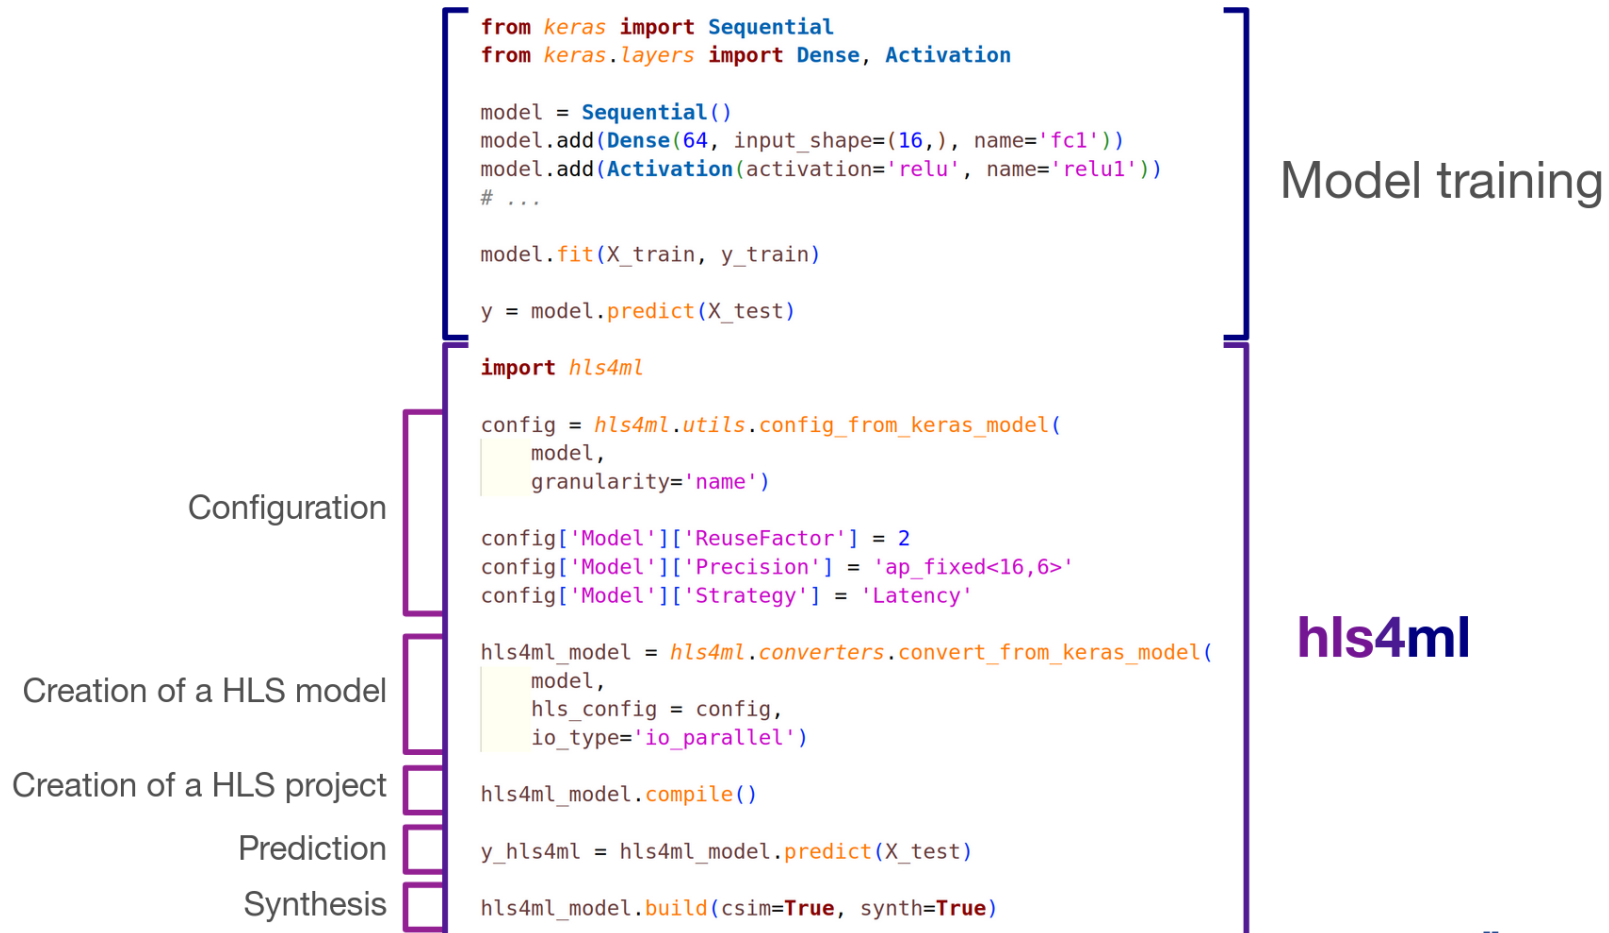 from keras import Sequential
from keras.layers import Dense, Activation
model = Sequential()
model.add(Dense(64, input_shape=(16,), name='fc1'))
model.add(Activation(activation='relu', name='relu1'))
# ...
model.fit(X_train, y_train)
y = model.predict(X_test)
Model training
import hls4ml
config = hls4ml.utils.config_from_keras_model(
model,
granularity='name')
config['Model']['ReuseFactor'] = 2
config['Model']['Precision'] = 'ap_fixed<16,6>'
config['Model']['Strategy'] = 'Latency'
Configuration
hls4ml_model = hls4ml.converters.convert_from_keras_model(
model,
hls_config = config,
io_type='io_parallel')
Creation of a HLS model
hls4ml
Creation of a HLS project
hls4ml_model.compile()
Prediction
y_hls4ml = hls4ml_model.predict(X_test)
Synthesis
hls4ml_model.build(csim=True, synth=True)